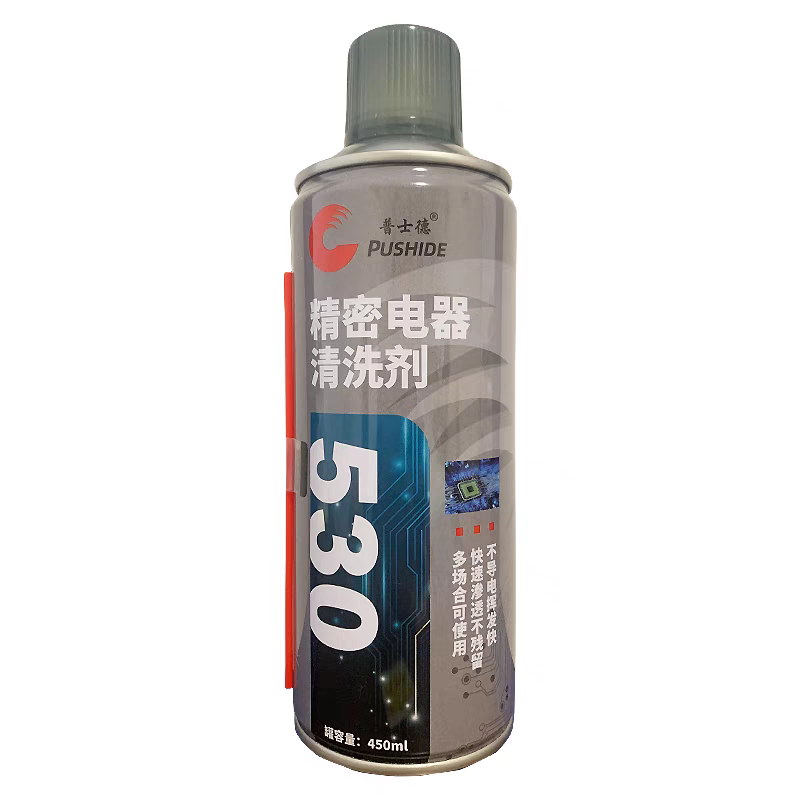 普士德®
PUSHIDE
精密电器
清洗剂
530
不导电挥发快
快速渗透不残留
多场合可使用
罐容量：450ml